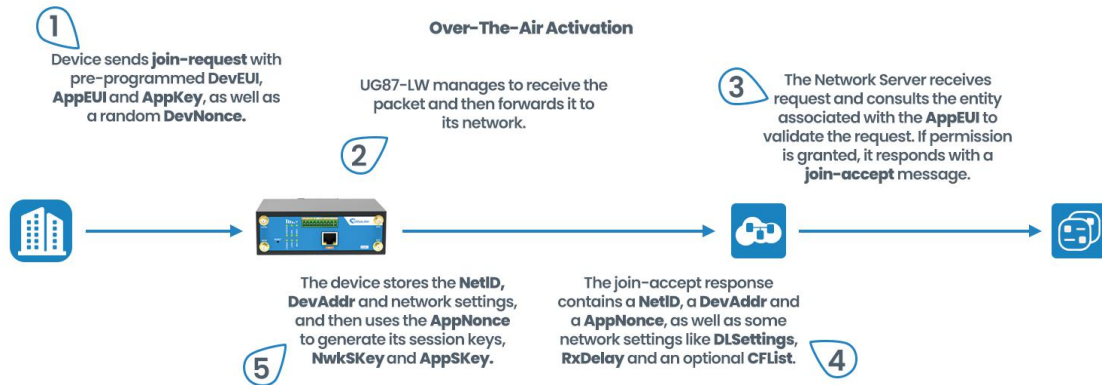 Over-The-Air Activation
1
Device sends join-request with
pre-programmed DevEUI,
AppEUI and AppKey, as well as
a random DevNonce.
UG87-LW manages to receive the
packet and then forwards it to
its network.
2
3
The Network Server receives
request and consults the entity
associated with the AppEUI to
validate the request. If permission
is granted, it responds with a
join-accept message.
The join-accept response
contains a NetID, a DevAddr and
a AppNonce, as well as some
network settings like DLSettings,
RxDelay and an optional CFList.
4
The device stores the NetID,
DevAddr and network settings,
and then uses the AppNonce
to generate its session keys,
NwkSKey and AppSKey.
5